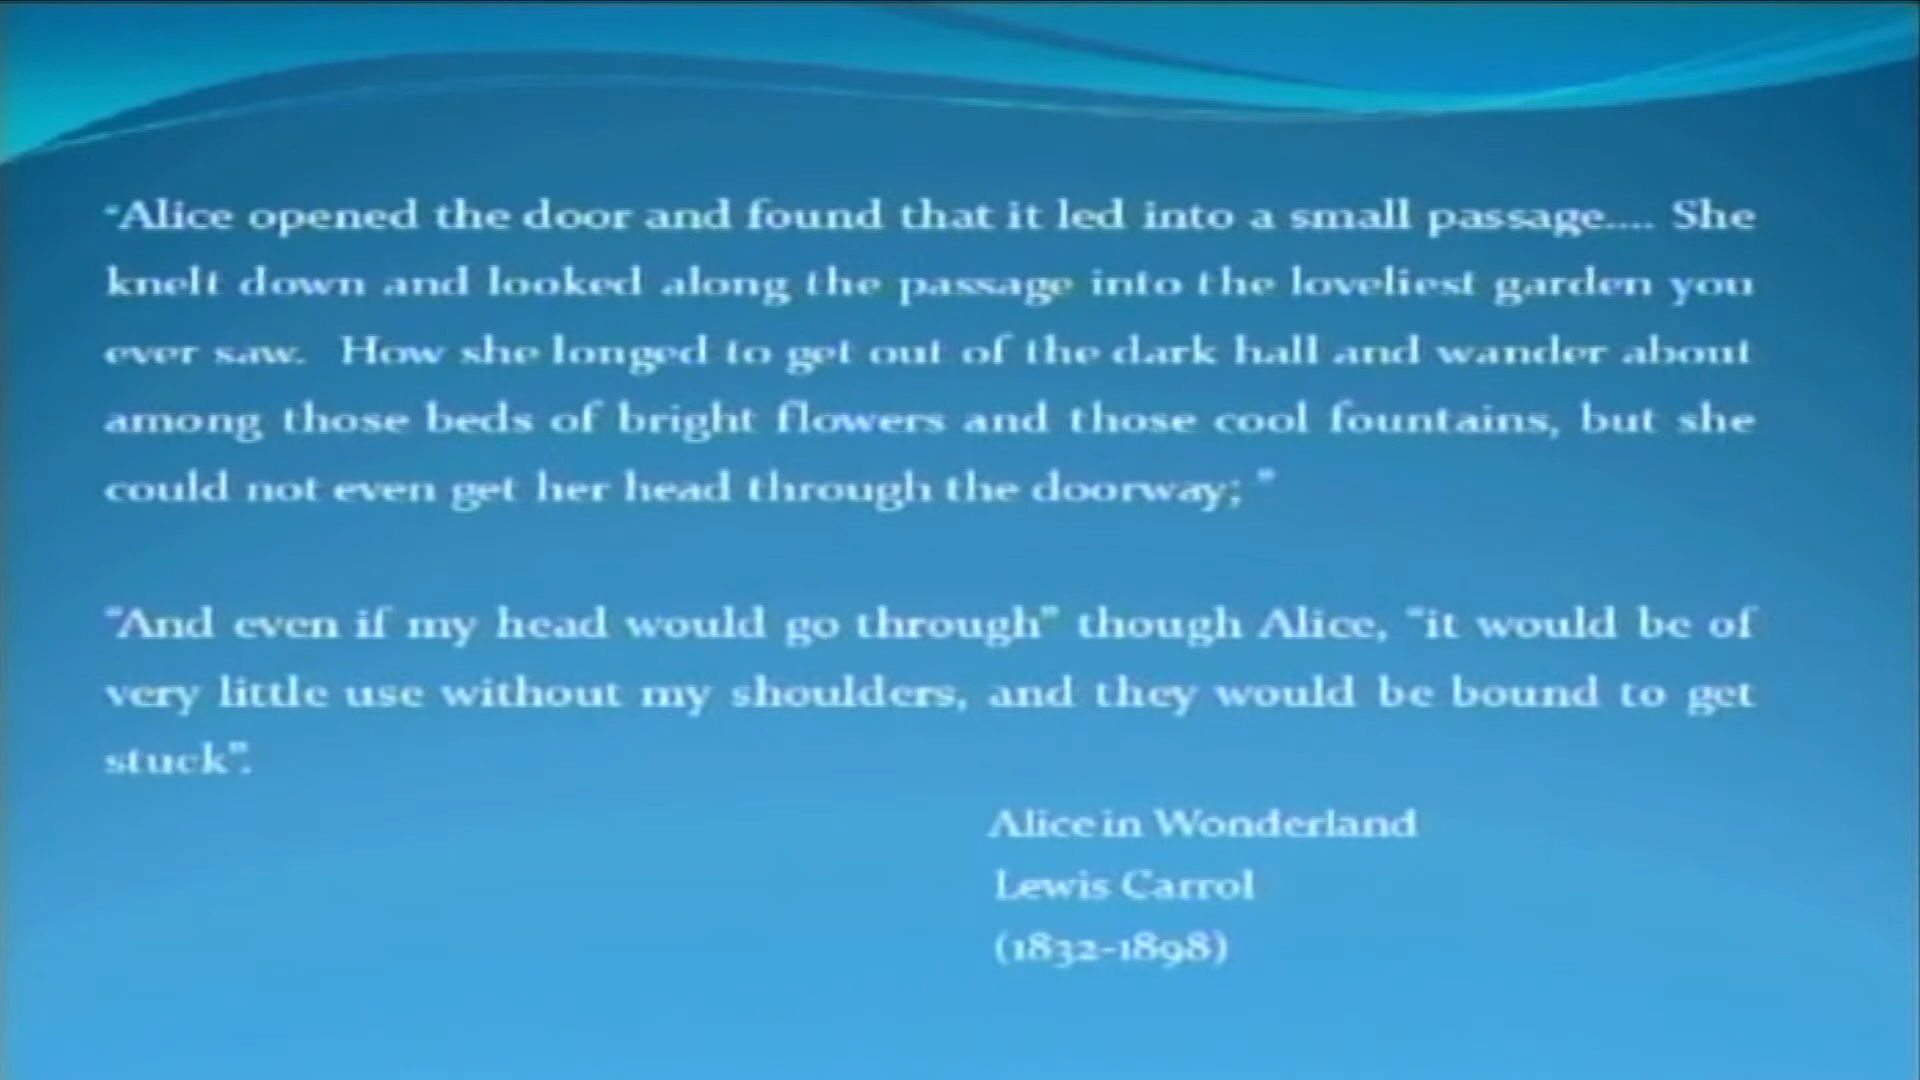 “Alice opened the door and found that it led into a small passage.... She
knelt down and looked along the passage into the loveliest garden you
ever saw. How she longed to get out of the dark hall and wander about
among those beds of bright flowers and those cool fountains, but she
could not even get her head through the doorway; ”
“And even if my head would go through” though Alice, “it would be of
very little use without my shoulders, and they would be bound to get
stuck”.
Alice in Wonderland
Lewis Carrol
(1832-1898)